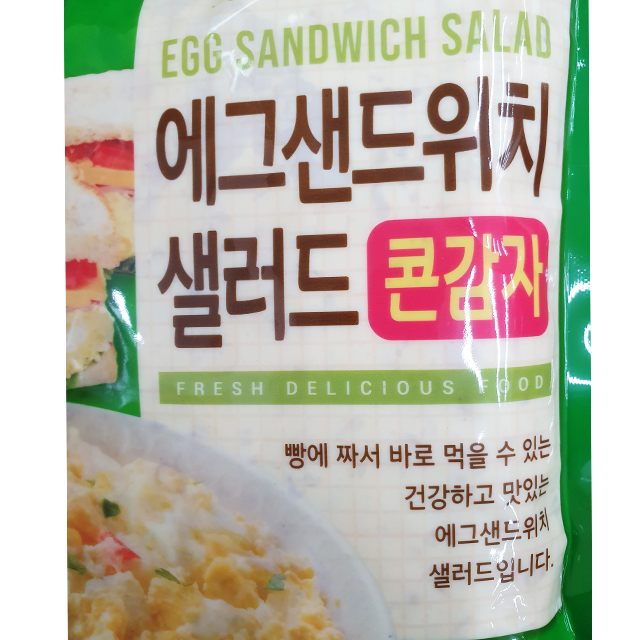 EGG SANDWICH SALAD
에그샌드위치
샐러드 콘감자
FRESH DELICIOUS FOOD
빵에 짜서 바로 먹을 수 있는
건강하고 맛있는
에그샌드위치
샐러드입니다.